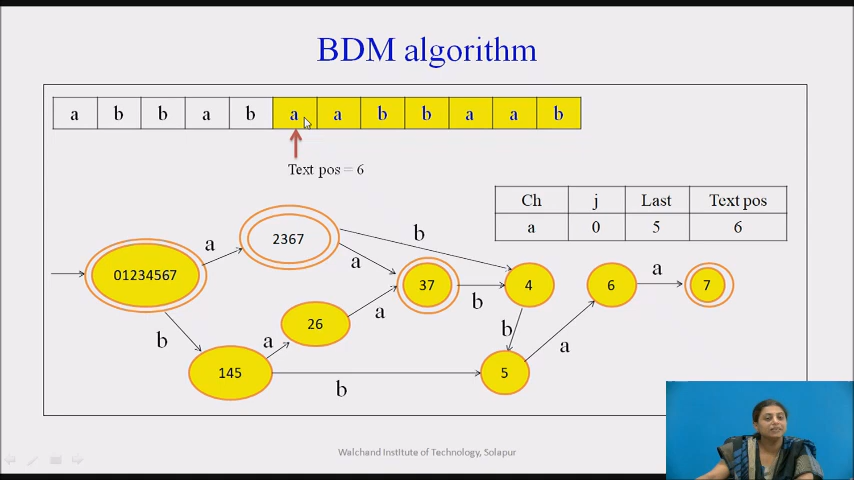 BDM algorithm
a b b a b a a b b a a b
Text pos = 6
Ch j Last Text pos
a 0 5 6
b
a
2367
a
01234567
37
4
6
a
7
b
26
a
b
b
a
a
145
5
b
Walchand Institute of Technology, Solapur